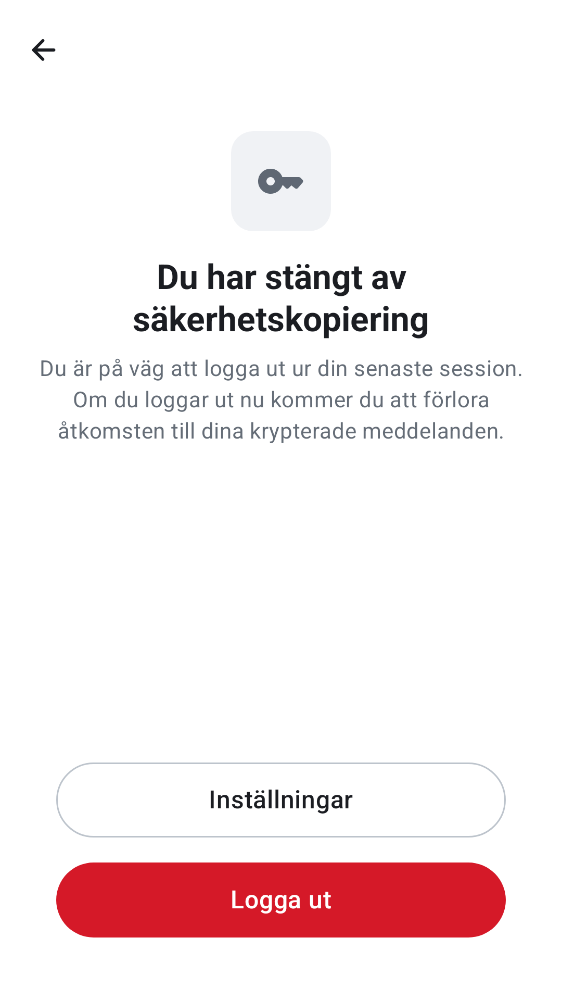 Du har stängt av
säkerhetskopiering
Du är på väg att logga ut ur din senaste session.
Om du loggar ut nu kommer du att förlora
åtkomsten till dina krypterade meddelanden.
Inställningar
Logga ut